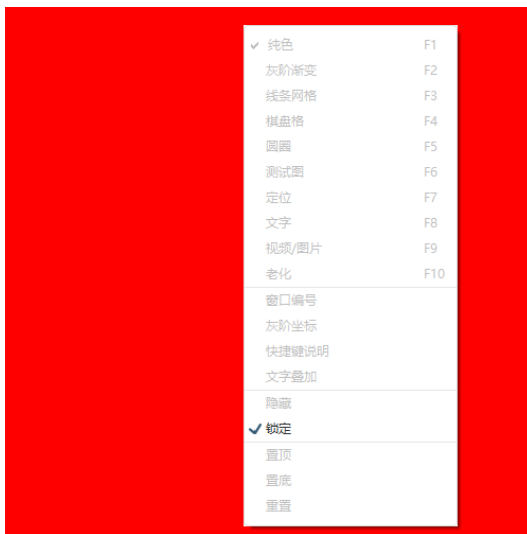 纯色 F1
灰阶渐变 F2
线条网格 F3
棋盘格 F4
圆圈 F5
测试图 F6
定位 F7
文字 F8
视频/图片 F9
老化 F10
窗口编号
灰阶坐标
快捷键说明
文字叠加
隐藏
锁定
置顶
置底
重置